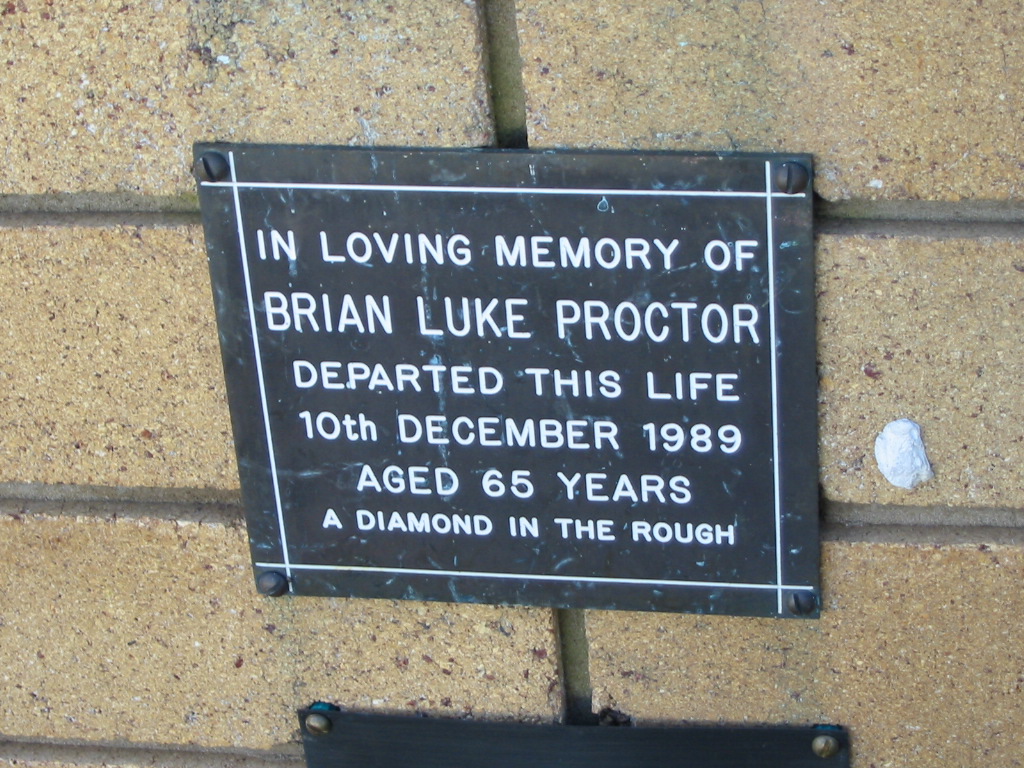 IN LOVING MEMORY OF
BRIAN LUKE PROCTOR
DEPARTED THIS LIFE
10th DECEMBER 1989
AGED 65 YEARS
A DIAMOND IN THE ROUGH